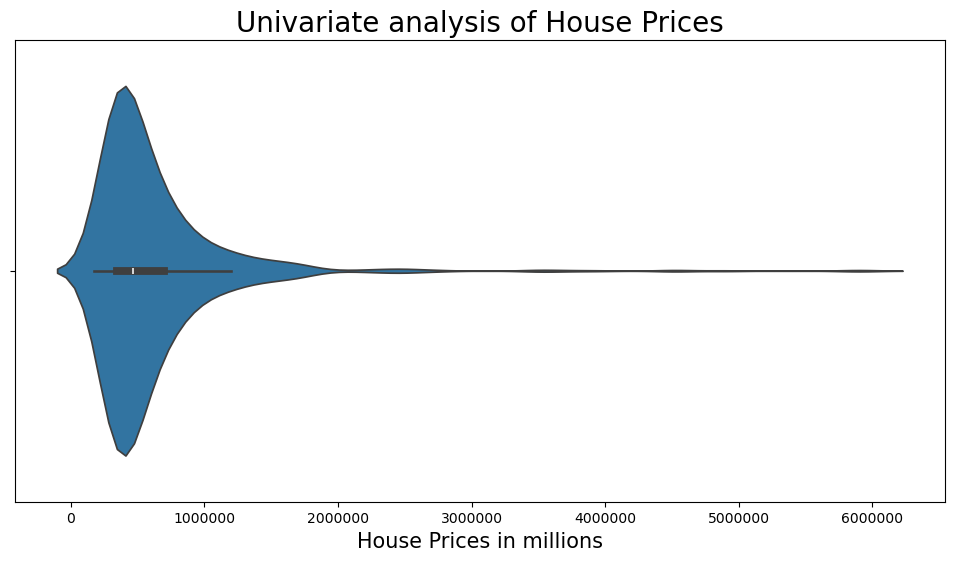 Univariate analysis of House Prices
0 1000000 2000000 3000000 4000000 5000000 6000000
House Prices in millions